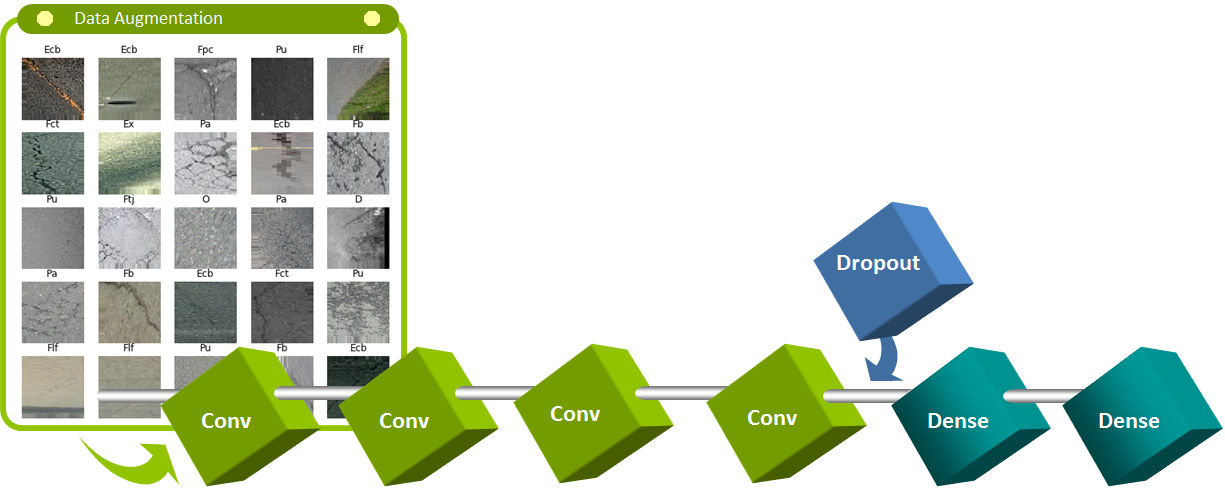 Data Augmentation
Ecb Ecb Fpc Pu Flf
Fct Ex Pa Ecb Fb
Pu Ftj O Pa D
Pa Fb Ecb Fct Pu
Flf Flf Pu Fb Ecb
Dropout
Conv Conv Conv Conv Dense Dense